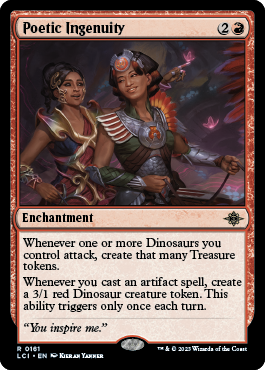 Poetic Ingenuity 2
Enchantment
Whenever one or more Dinosaurs you
control attack, create that many Treasure
tokens.
Whenever you cast an artifact spell, create
a 3/1 red Dinosaur creature token. This
ability triggers only once each turn.
“You inspire me.”
R 0161
LCI • EN Kieran Yanner
™ & © 2023 Wizards of the Coast